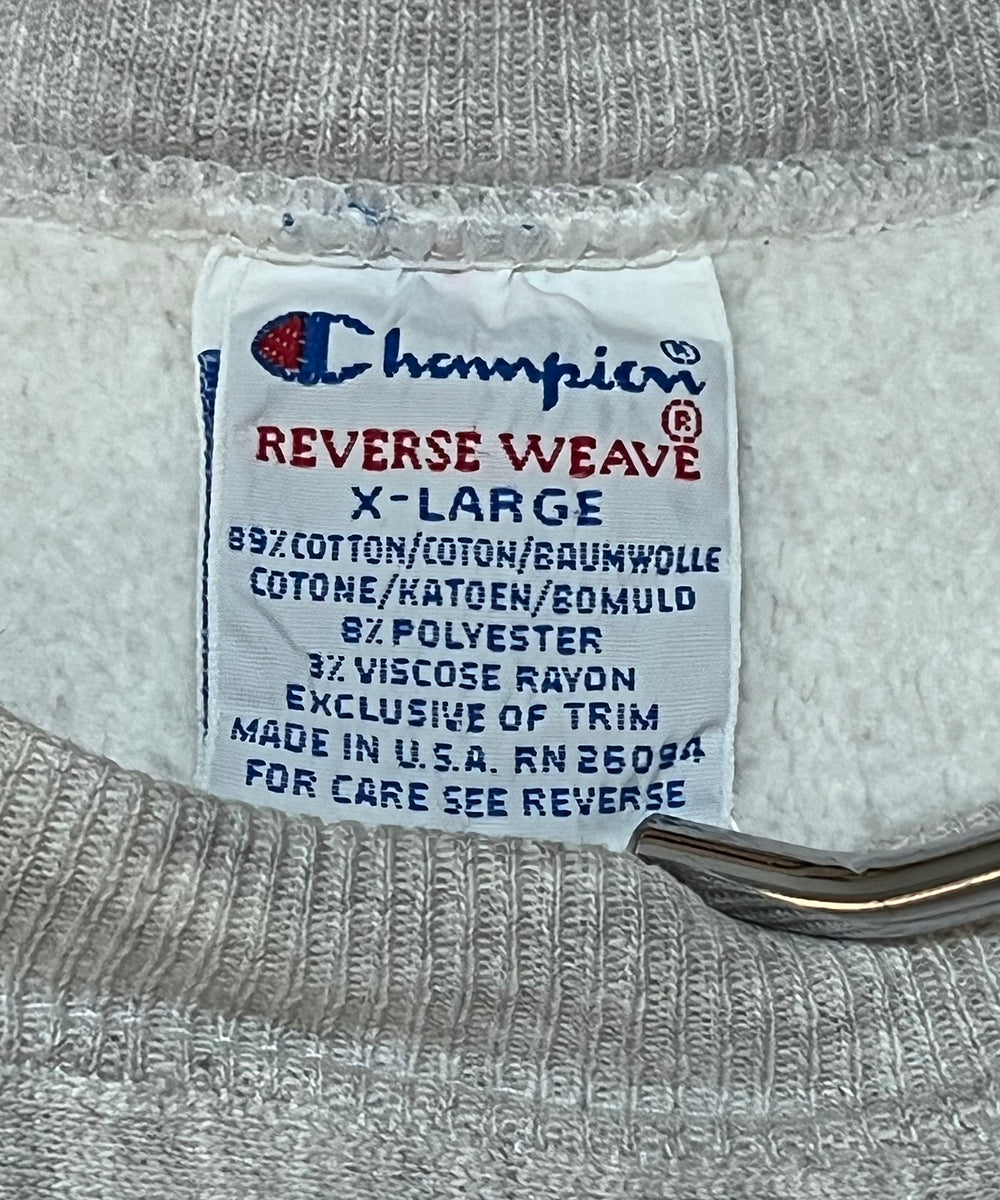 Champion®
REVERSE WEAVE®
X-LARGE
89% COTTON/COTON/BAUMWOLLE
COTONE/KATOEN/BOMULD
8% POLYESTER
3% VISCOSE RAYON
EXCLUSIVE OF TRIM
MADE IN U.S.A. RN 26094
FOR CARE SEE REVERSE